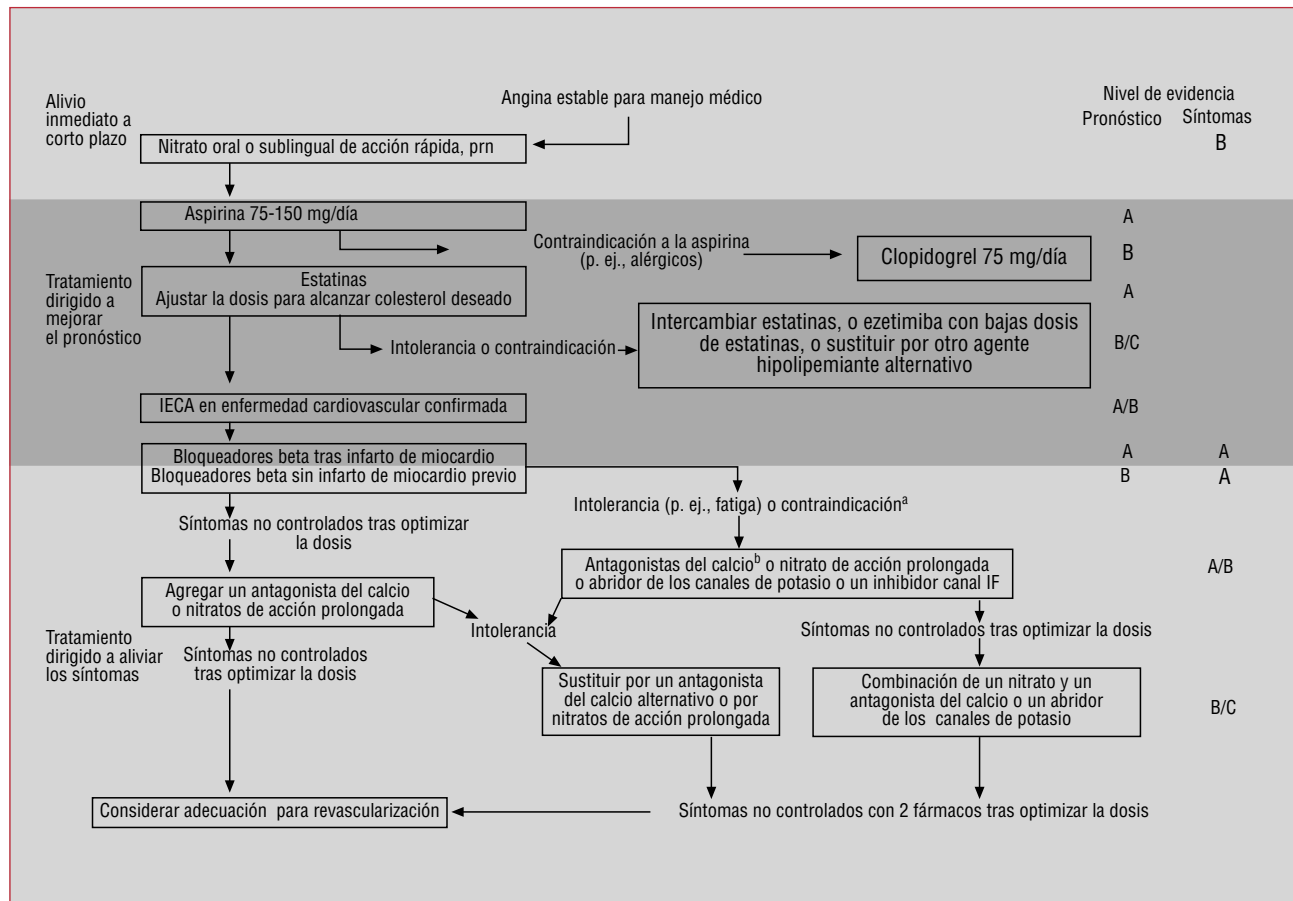 Alivio
inmediato a
corto plazo
Angina estable para manejo médico
Nivel de evidencia
Pronóstico
Síntomas
Nitrato oral o sublingual de acción rápida, prn
B
Aspirina 75-150 mg/día
A
Contraindicación a la aspirina
(p. ej., alérgicos)
Clopidogrel 75 mg/día
B
Tratamiento
dirigido a
mejorar
el pronóstico
Estatinas
Ajustar la dosis para alcanzar colesterol deseado
A
Intolerancia o contraindicación
Intercambiar estatinas, o ezetimiba con bajas dosis
de estatinas, o sustituir por otro agente
hipolipemiante alternativo
B/C
IECA en enfermedad cardiovascular confirmada
A/B
Bloqueadores beta tras infarto de miocardio
A
A
Bloqueadores beta sin infarto de miocardio previo
B
A
Intolerancia (p. ej., fatiga) o contraindicaciónª
Síntomas no controlados tras optimizar
la dosis
Antagonistas del calcioᵇ o nitrato de acción prolongada
o abridor de los canales de potasio o un inhibidor canal IF
A/B
Agregar un antagonista del calcio
o nitratos de acción prolongada
Tratamiento
dirigido a aliviar
los síntomas
Intolerancia
Síntomas no controlados tras optimizar la dosis
Síntomas no controlados
tras optimizar la dosis
Sustituir por un antagonista
del calcio alternativo o por
nitratos de acción prolongada
Combinación de un nitrato y un
antagonista del calcio o un abridor
de los canales de potasio
B/C
Considerar adecuación para revascularización
Síntomas no controlados con 2 fármacos tras optimizar la dosis